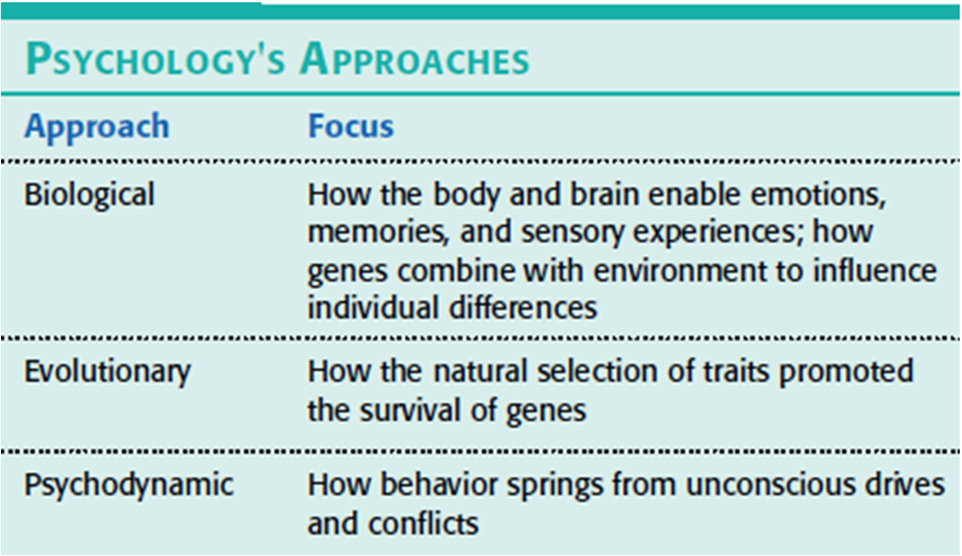 PSYCHOLOGY'S APPROACHES
Approach Focus
Biological How the body and brain enable emotions,
memories, and sensory experiences; how
genes combine with environment to influence
individual differences
Evolutionary How the natural selection of traits promoted
the survival of genes
Psychodynamic How behavior springs from unconscious drives
and conflicts